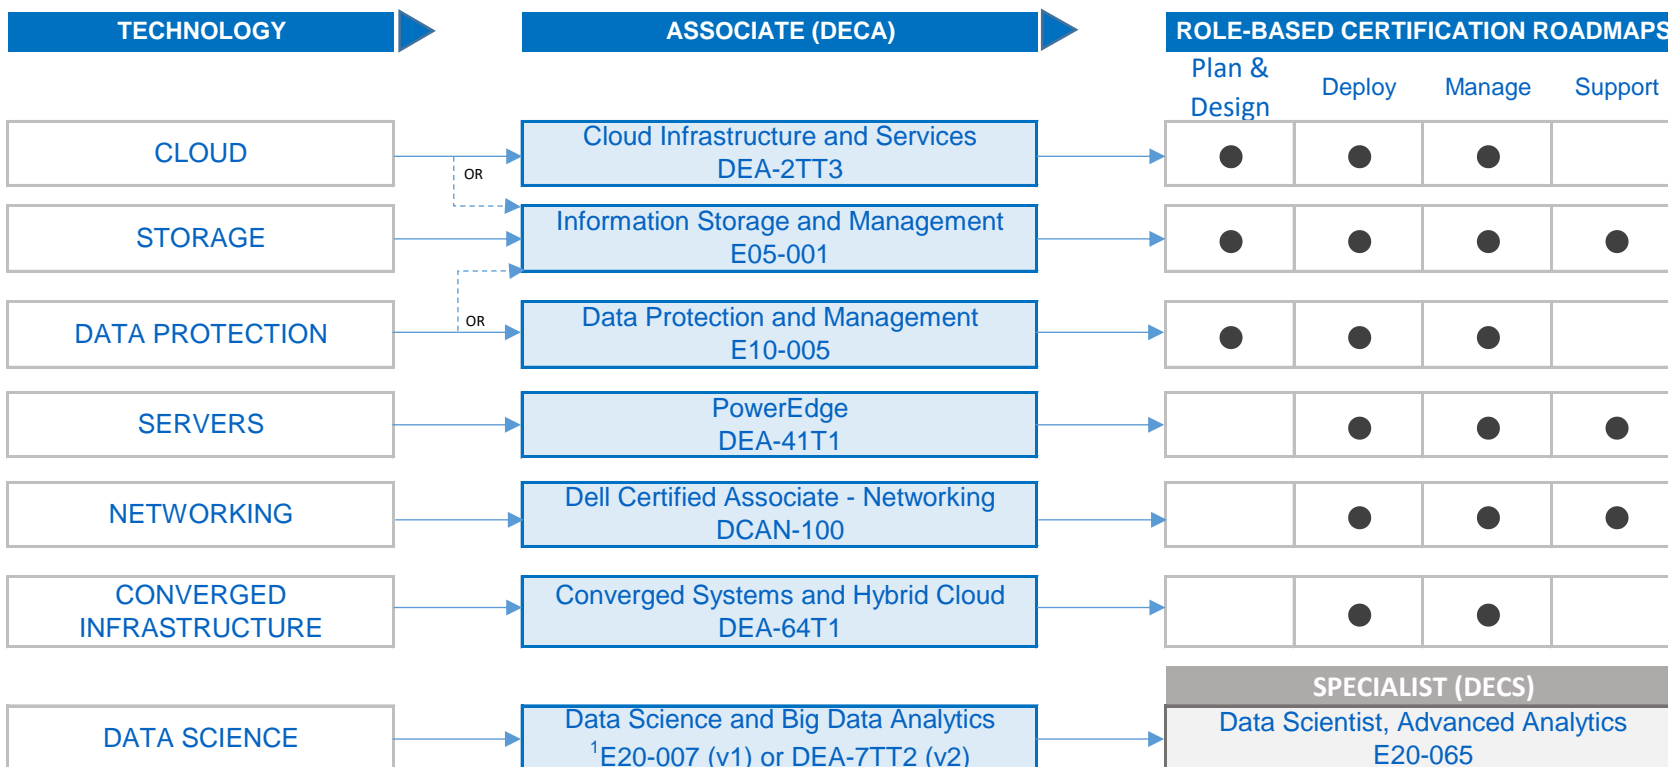 TECHNOLOGY
ASSOCIATE (DECA)
ROLE-BASED CERTIFICATION ROADMAPS
Plan &
Design
Deploy
Manage
Support
CLOUD
OR
Cloud Infrastructure and Services
DEA-2TT3
STORAGE
Information Storage and Management
E05-001
DATA PROTECTION
OR
Data Protection and Management
E10-005
SERVERS
PowerEdge
DEA-41T1
NETWORKING
Dell Certified Associate - Networking
DCAN-100
CONVERGED
INFRASTRUCTURE
Converged Systems and Hybrid Cloud
DEA-64T1
SPECIALIST (DECS)
DATA SCIENCE
Data Science and Big Data Analytics
¹E20-007 (v1) or DEA-7TT2 (v2)
Data Scientist, Advanced Analytics
E20-065